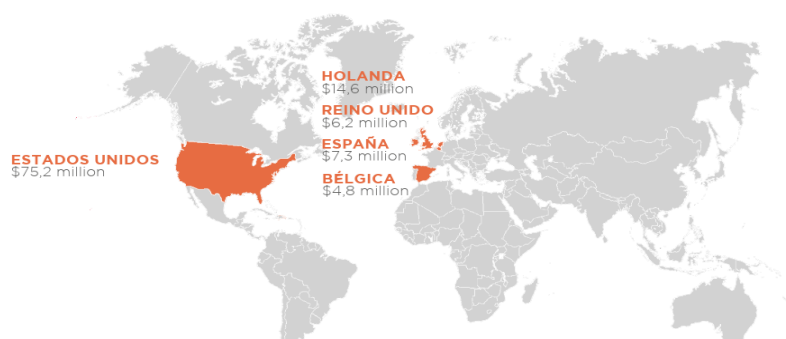 HOLANDA
$14,6 million
REINO UNIDO
$6,2 million
ESPAÑA
$7,3 million
BÉLGICA
$4,8 million
ESTADOS UNIDOS
$75,2 million